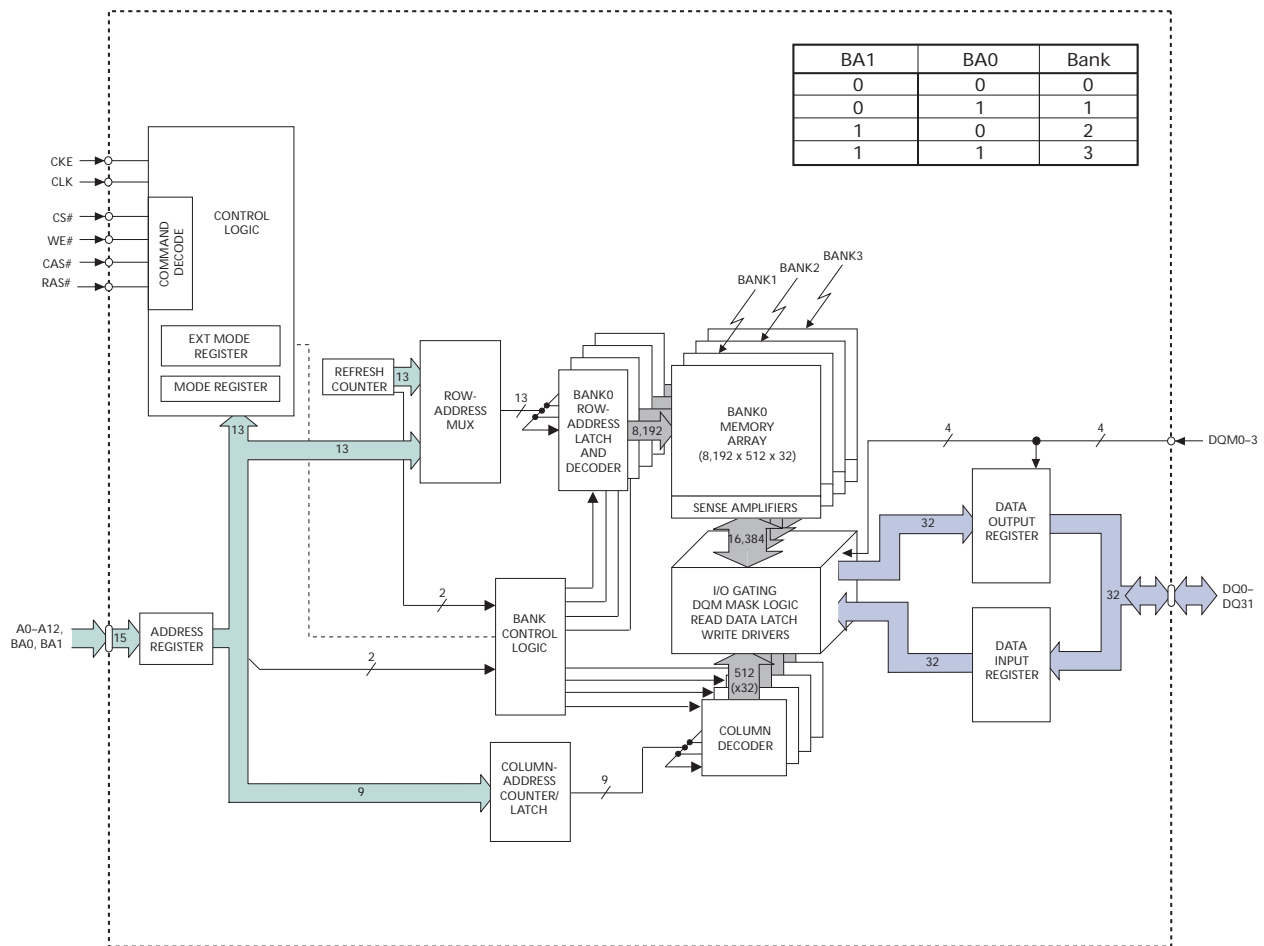 BA1 BA0 Bank
0 0 0
0 1 1
1 0 2
1 1 3
CKE
CLK
CS#
WE#
CAS#
RAS#
COMMAND
DECODE
CONTROL
LOGIC
EXT MODE
REGISTER
MODE REGISTER
BANK3
BANK2
BANK1
REFRESH
COUNTER
13
13
13
ROW-
ADDRESS
MUX
13
BANK0
ROW-
ADDRESS
LATCH
AND
DECODER
8,192
BANK0
MEMORY
ARRAY
(8,192 x 512 x 32)
SENSE AMPLIFIERS
16,384
I/O GATING
DQM MASK LOGIC
READ DATA LATCH
WRITE DRIVERS
4
4
DQM0–3
32
DATA
OUTPUT
REGISTER
32
DQ0–
DQ31
32
DATA
INPUT
REGISTER
A0–A12,
BA0, BA1
15
ADDRESS
REGISTER
2
2
BANK
CONTROL
LOGIC
512
(x32)
COLUMN
DECODER
9
COLUMN-
ADDRESS
COUNTER/
LATCH
9